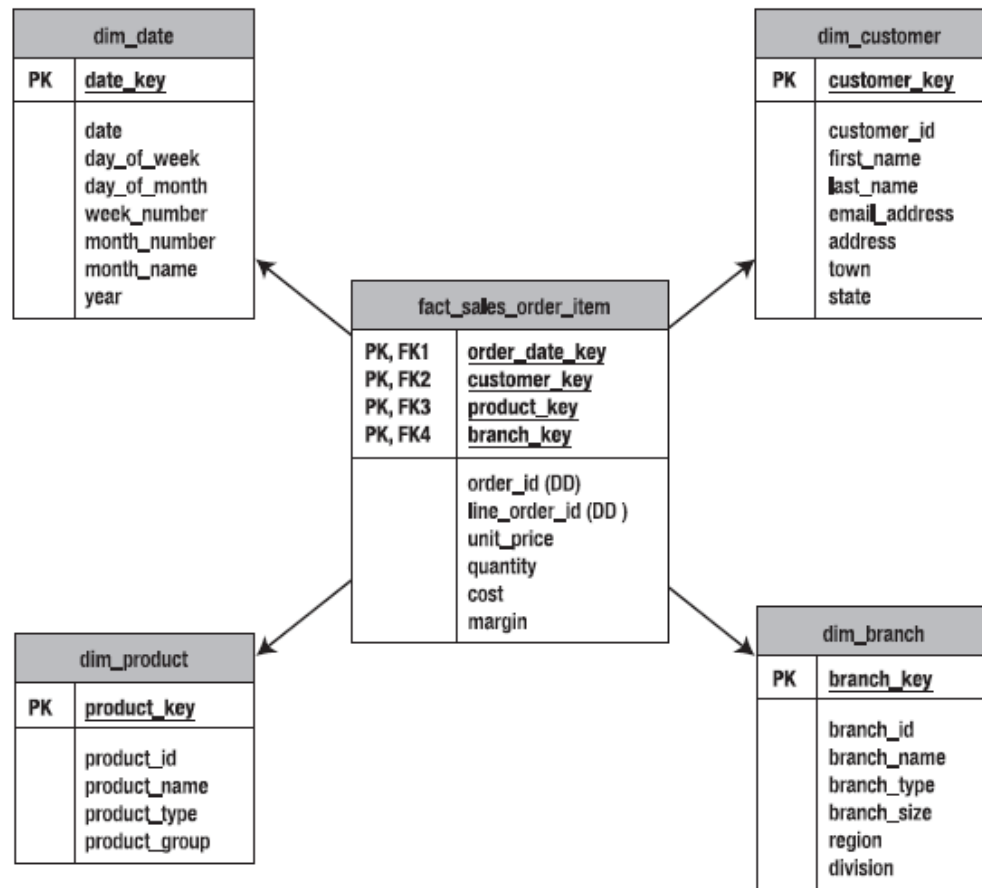 dim_date
PK date_key
date
day_of_week
day_of_month
week_number
month_number
month_name
year
dim_customer
PK customer_key
customer_id
first_name
last_name
email_address
address
town
state
fact_sales_order_item
PK, FK1 order_date_key
PK, FK2 customer_key
PK, FK3 product_key
PK, FK4 branch_key
order_id (DD)
line_order_id (DD )
unit_price
quantity
cost
margin
dim_product
PK product_key
product_id
product_name
product_type
product_group
dim_branch
PK branch_key
branch_id
branch_name
branch_type
branch_size
region
division